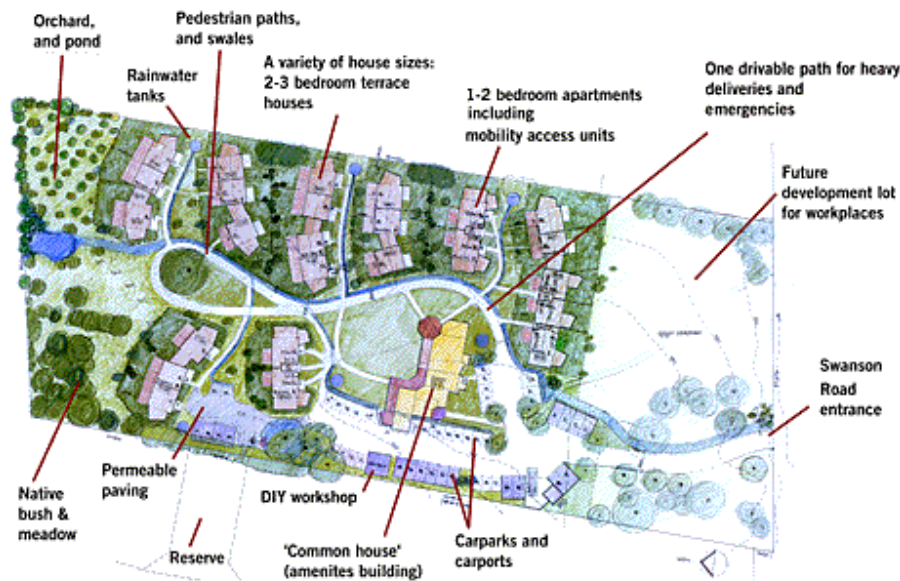 Orchard,
and pond
Pedestrian paths,
and swales
Rainwater
tanks
A variety of house sizes:
2-3 bedroom terrace
houses
1-2 bedroom apartments
including
mobility access units
One drivable path for heavy
deliveries and
emergencies
Future
development lot
for workplaces
Swanson
Road
entrance
Native
bush &
meadow
Permeable
paving
Reserve
DIY workshop
'Common house'
(amenites building)
Carparks and
carports